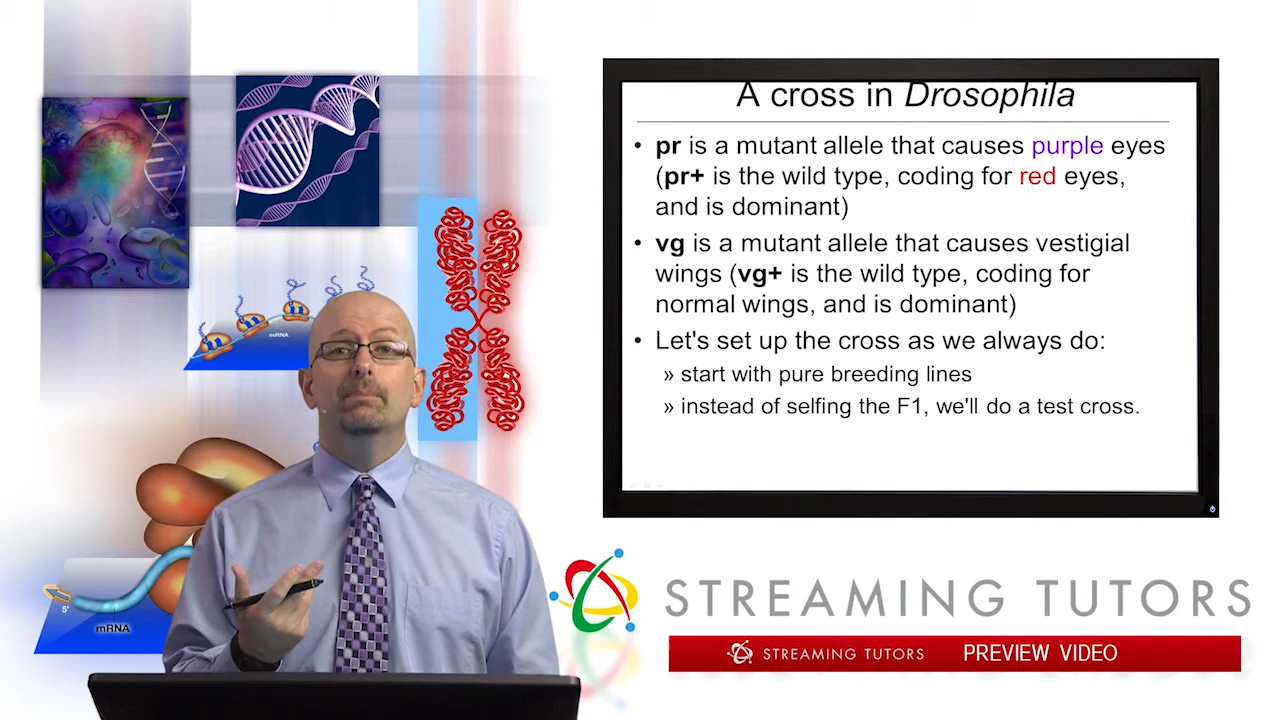 A cross in Drosophila
• pr is a mutant allele that causes purple eyes
(pr+ is the wild type, coding for red eyes,
and is dominant)
• vg is a mutant allele that causes vestigial
wings (vg+ is the wild type, coding for
normal wings, and is dominant)
• Let's set up the cross as we always do:
» start with pure breeding lines
» instead of selfing the F1, we'll do a test cross.
mRNA
5'
mRNA
STREAMING TUTORS
STREAMING TUTORS PREVIEW VIDEO